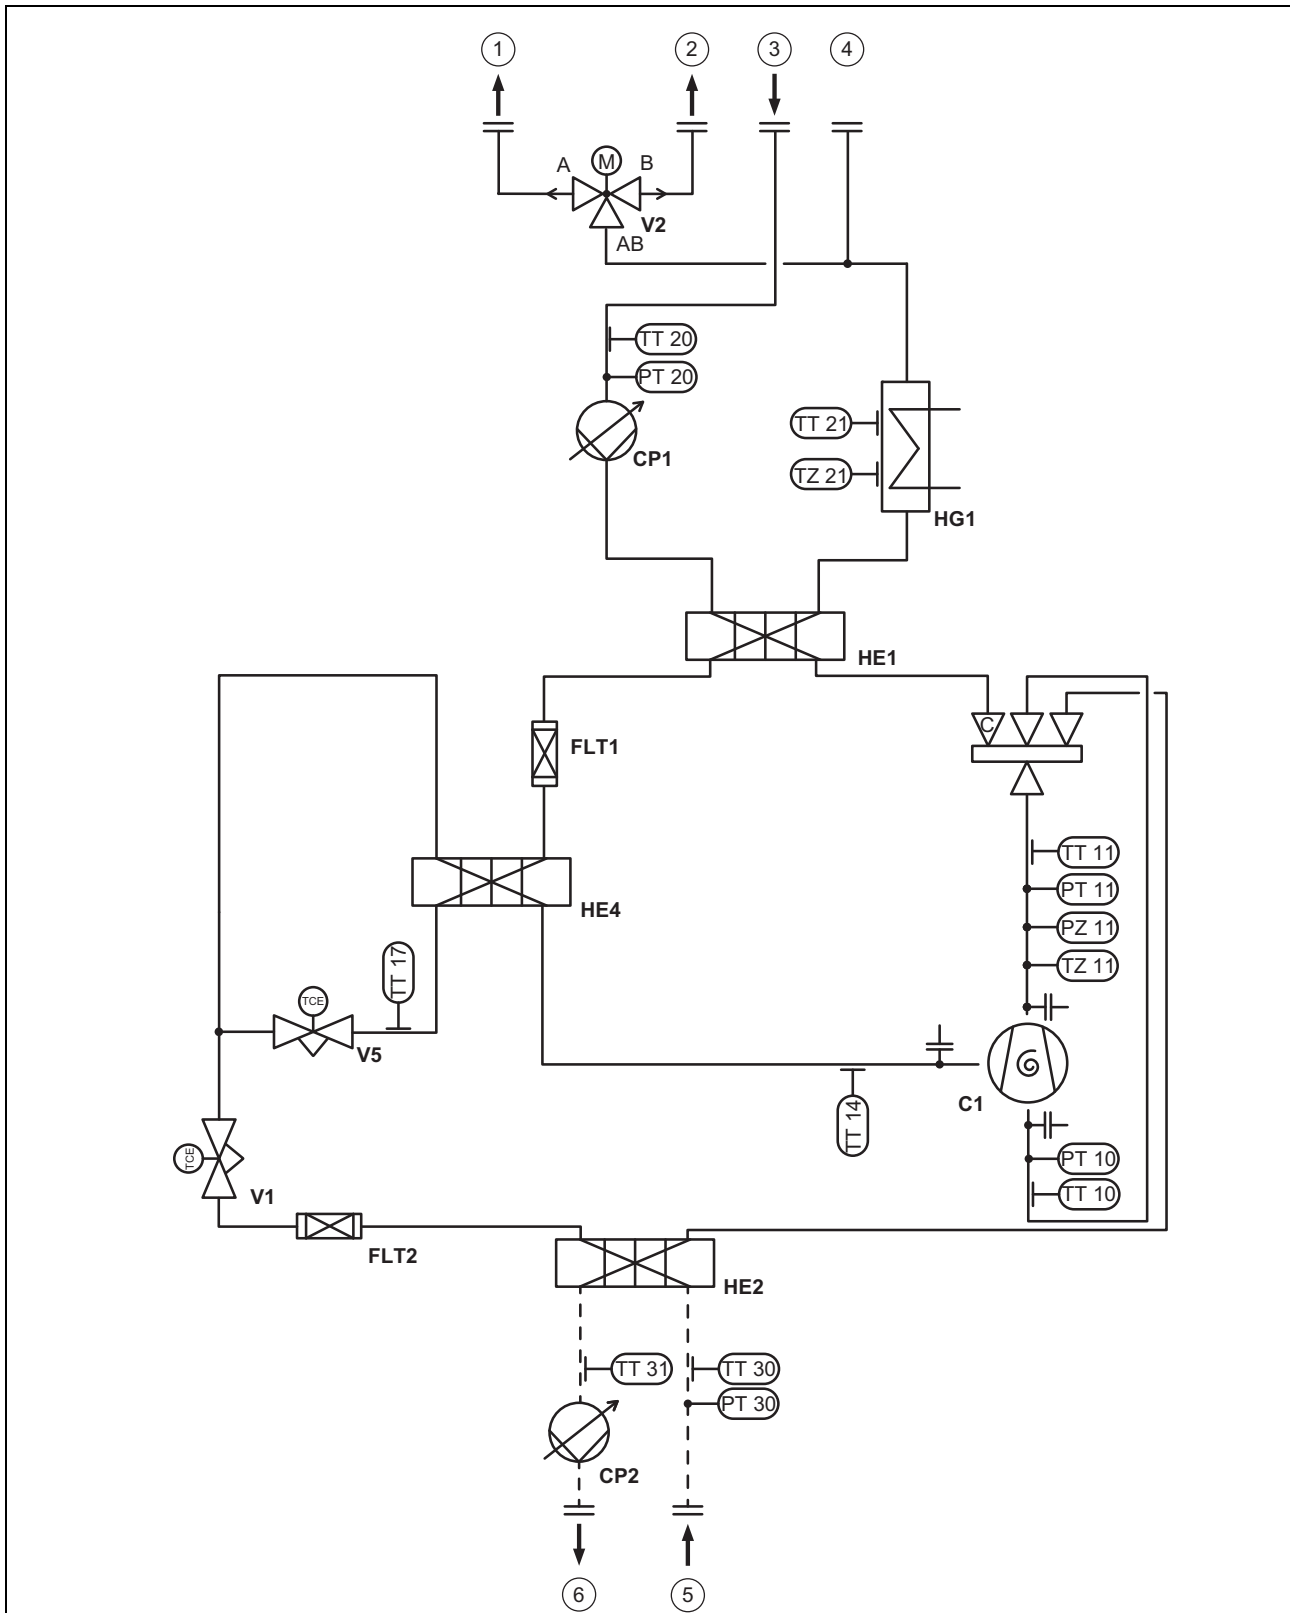 1
2
3
4
A
M
B
V2
AB
TT 20
PT 20
CP1
TT 21
TZ 21
HG1
HE1
C
FLT1
TT 11
PT 11
PZ 11
TZ 11
HE4
TT 17
TCE
V5
C1
TT 14
TCE
V1
PT 10
TT 10
FLT2
HE2
TT 31
TT 30
PT 30
CP2
6
5